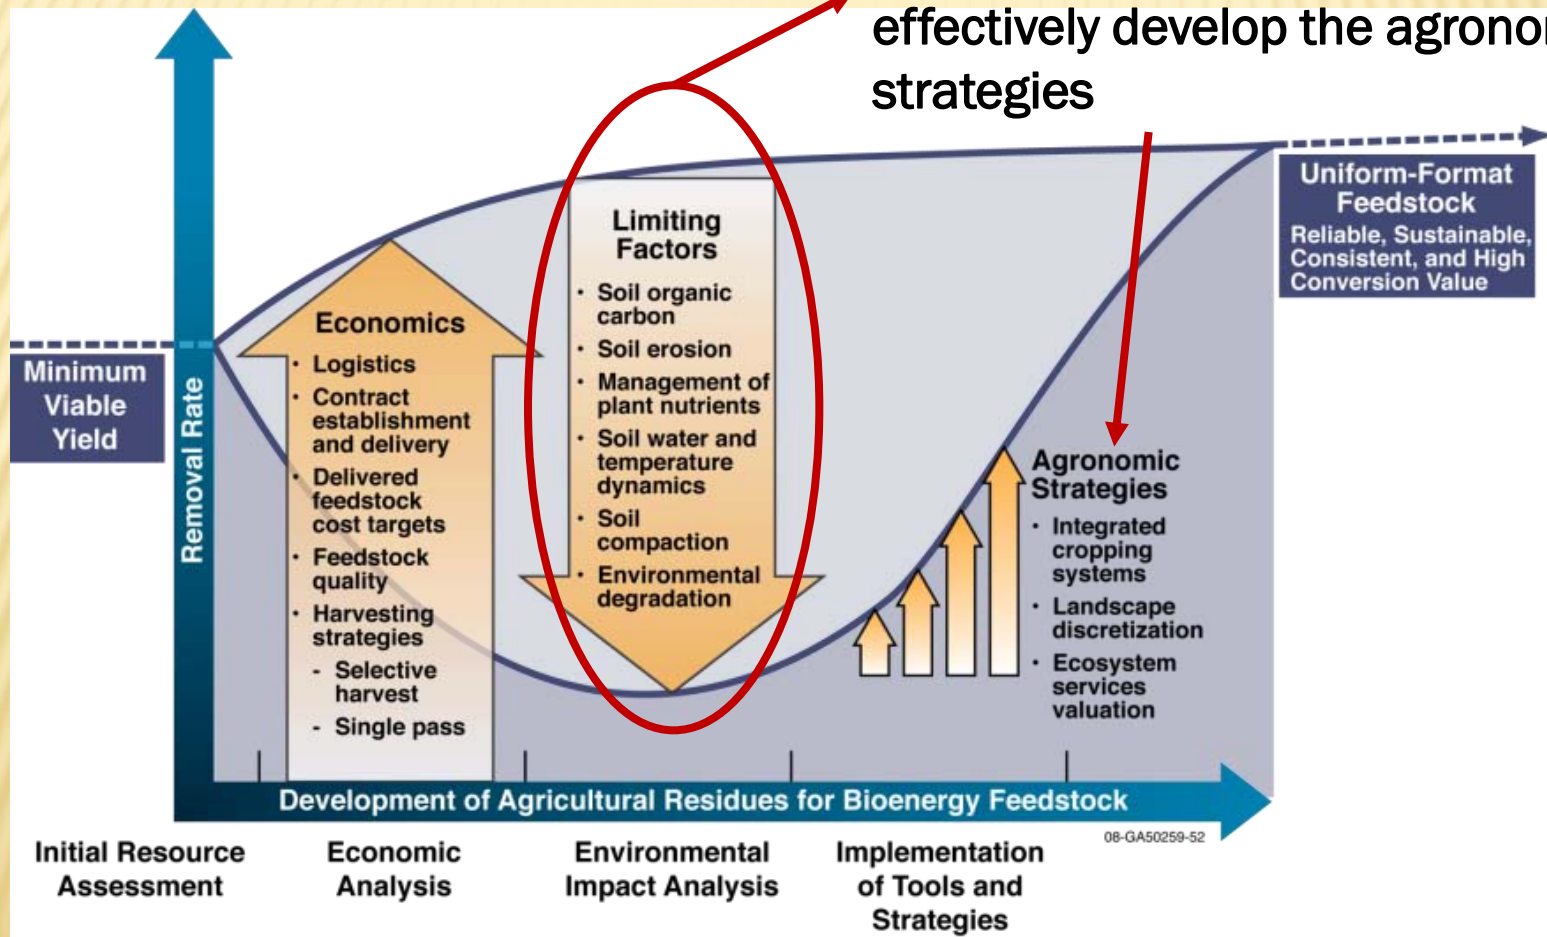 effectively develop the
strategies
Uniform-Format
Feedstock
Reliable, Sustainable,
Consistent, and High
Conversion Value
Limiting
Factors
· Soil organic
carbon
· Soil erosion
· Management of
plant nutrients
· Soil water and
temperature
dynamics
· Soil
compaction
· Environmental
degradation
Economics
· Logistics
· Contract
establishment
and delivery
· Delivered
feedstock
cost targets
· Feedstock
quality
· Harvesting
strategies
- Selective
harvest
- Single pass
Minimum
Viable
Yield
Removal Rate
Agronomic
Strategies
· Integrated
cropping
systems
· Landscape
discretization
· Ecosystem
services
valuation
Development of Agricultural Residues for Bioenergy Feedstock
08-GA50259-52
Initial Resource
Assessment
Economic
Analysis
Environmental
Impact Analysis
Implementation
of Tools and
Strategies